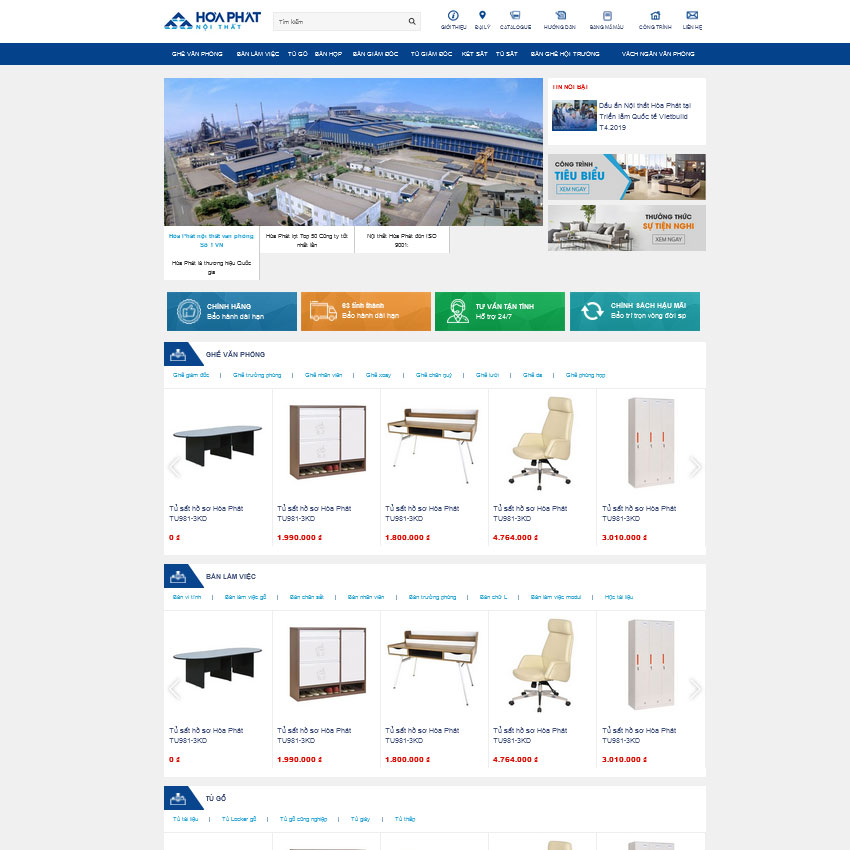 HÒA PHÁT
NỘI THẤT
Tìm kiếm
GIỚI THIỆU
ĐẠI LÝ
CATALOGUE
HƯỚNG DẪN
BẢNG MÃ MÀU
CÔNG TRÌNH
LIÊN HỆ
GHẾ VĂN PHÒNG
BÀN LÀM VIỆC
TỦ GỖ
BÀN HỌP
BÀN GIÁM ĐỐC
TỦ GIÁM ĐỐC
KÉT SẮT
TỦ SẮT
BÀN GHẾ HỘI TRƯỜNG
VÁCH NGĂN VĂN PHÒNG
TIN NỔI BẬT
Dấu ấn Nội thất Hòa Phát tại
Triển lãm Quốc tế Vietbuild
T4.2019
CÔNG TRÌNH
TIÊU BIỂU
XEM NGAY
THƯỞNG THỨC
SỰ TIỆN NGHI
XEM NGAY
Hòa Phát nội thất văn phòng
Số 1 VN
Hòa Phát lọt Top 50 Công ty tốt
nhất lần
Nội thất Hòa Phát đón ISO
9001:
Hòa Phát là thương hiệu Quốc
gia
CHÍNH HÃNG
Bảo hành dài hạn
63 tỉnh thành
Bảo hành dài hạn
TƯ VẤN TẬN TÌNH
Hỗ trợ 24/7
CHÍNH SÁCH HẬU MÃI
Bảo trì trọn vòng đời sp
GHẾ VĂN PHÒNG
Ghế giám đốc | Ghế trưởng phòng | Ghế nhân viên | Ghế xoay | Ghế chân quỳ | Ghế lưới | Ghế da | Ghế phòng họp
Tủ sắt hồ sơ Hòa Phát
TU981-3KD
0 ₫
Tủ sắt hồ sơ Hòa Phát
TU981-3KD
1.990.000 ₫
Tủ sắt hồ sơ Hòa Phát
TU981-3KD
1.800.000 ₫
Tủ sắt hồ sơ Hòa Phát
TU981-3KD
4.764.000 ₫
Tủ sắt hồ sơ Hòa Phát
TU981-3KD
3.010.000 ₫
BÀN LÀM VIỆC
Bàn vi tính | Bàn làm việc gỗ | Bàn chân sắt | Bàn nhân viên | Bàn trưởng phòng | Bàn chữ L | Bàn làm việc modul | Hộc tài liệu
Tủ sắt hồ sơ Hòa Phát
TU981-3KD
0 ₫
Tủ sắt hồ sơ Hòa Phát
TU981-3KD
1.990.000 ₫
Tủ sắt hồ sơ Hòa Phát
TU981-3KD
1.800.000 ₫
Tủ sắt hồ sơ Hòa Phát
TU981-3KD
4.764.000 ₫
Tủ sắt hồ sơ Hòa Phát
TU981-3KD
3.010.000 ₫
TỦ GỖ
Tủ tài liệu | Tủ Locker gỗ | Tủ gỗ công nghiệp | Tủ giày | Tủ thấp